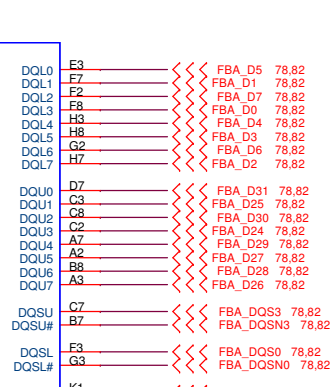 DQL0 E3 FBA_D5 78,82
DQL1 F7 FBA_D1 78,82
DQL2 F2 FBA_D7 78,82
DQL3 F8 FBA_D0 78,82
DQL4 H3 FBA_D4 78,82
DQL5 H8 FBA_D3 78,82
DQL6 G2 FBA_D6 78,82
DQL7 H7 FBA_D2 78,82
DQU0 D7 FBA_D31 78,82
DQU1 C3 FBA_D25 78,82
DQU2 C8 FBA_D30 78,82
DQU3 C2 FBA_D24 78,82
DQU4 A7 FBA_D29 78,82
DQU5 A2 FBA_D27 78,82
DQU6 B8 FBA_D28 78,82
DQU7 A3 FBA_D26 78,82
DQSU C7 FBA_DQS3 78,82
DQSU# B7 FBA_DQSN3 78,82
DQSL F3 FBA_DQS0 78,82
DQSL# G3 FBA_DQSN0 78,82
K1